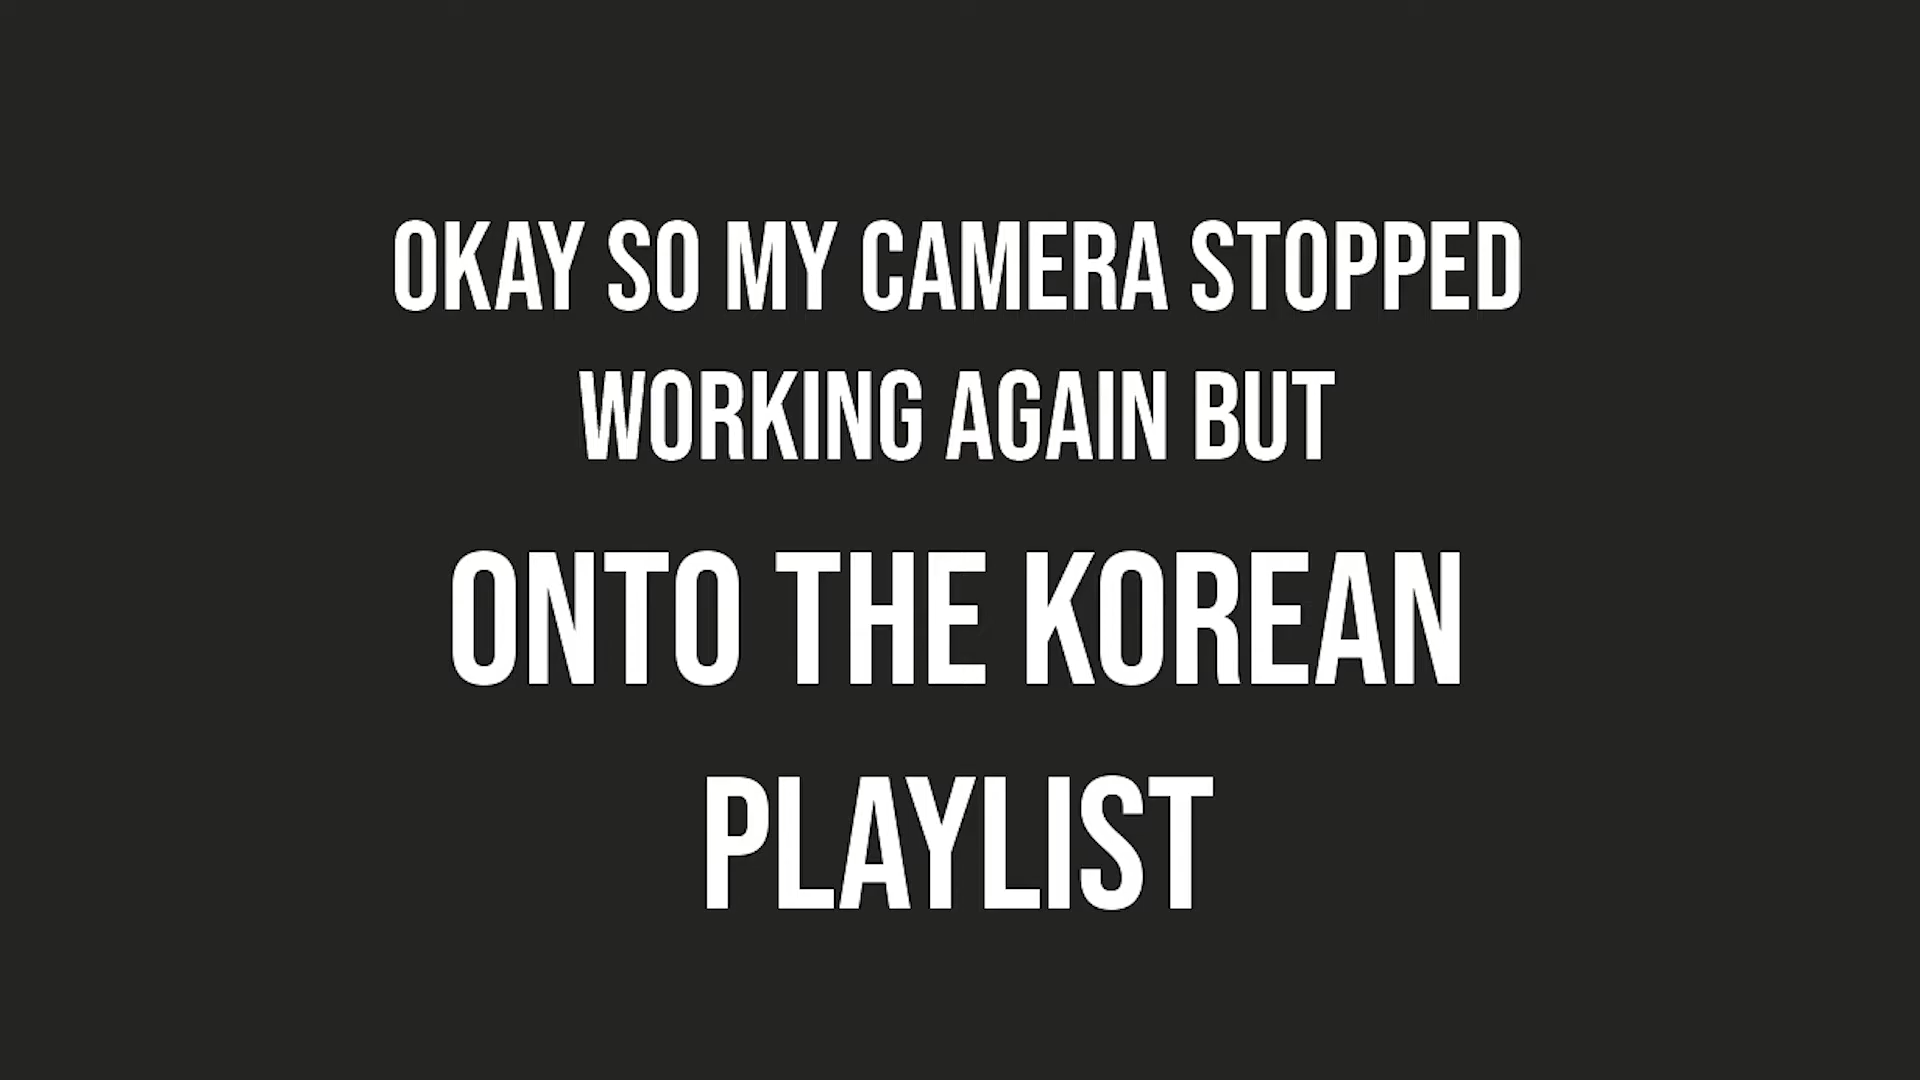 OKAY SO MY CAMERA STOPPED
WORKING AGAIN BUT
ONTO THE KOREAN
PLAYLIST